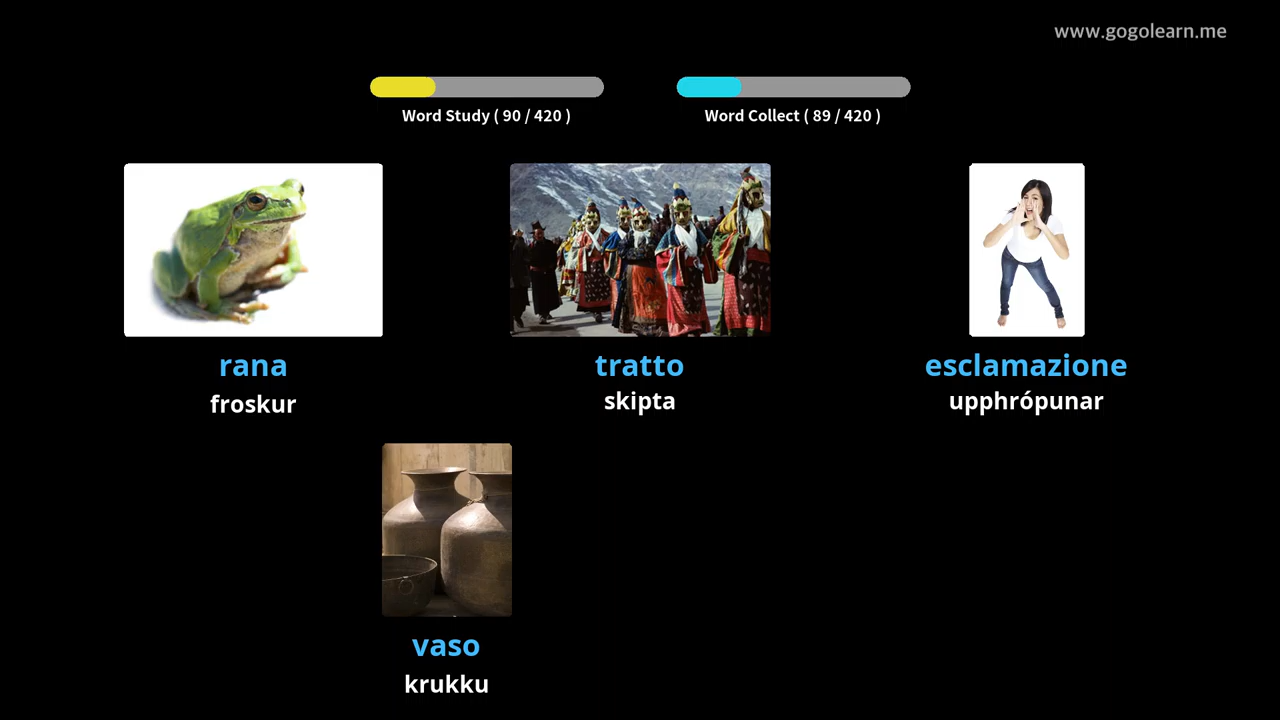 www.gogolearn.me
Word Study ( 90 / 420 )
Word Collect ( 89 / 420 )
rana
froskur
tratto
skipta
esclamazione
upphrópunar
vaso
krukku